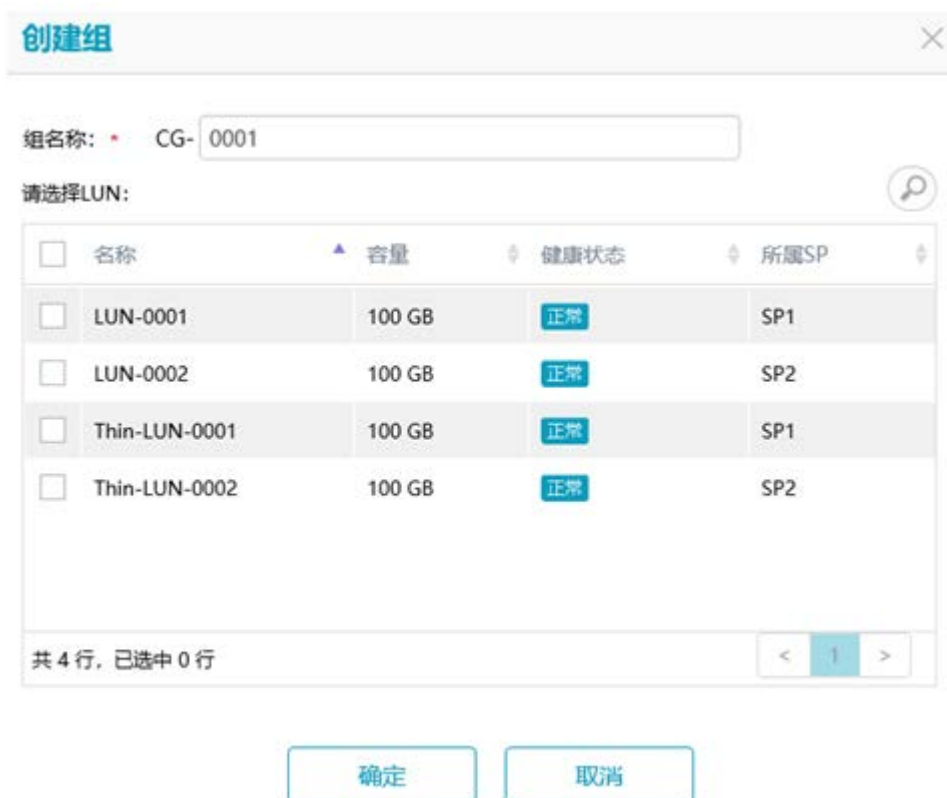 创建组
组名称： * CG- 0001
请选择LUN：
名称 容量 健康状态 所属SP
LUN-0001 100 GB 正常 SP1
LUN-0002 100 GB 正常 SP2
Thin-LUN-0001 100 GB 正常 SP1
Thin-LUN-0002 100 GB 正常 SP2
共 4 行，已选中 0 行 < 1 >
确定 取消